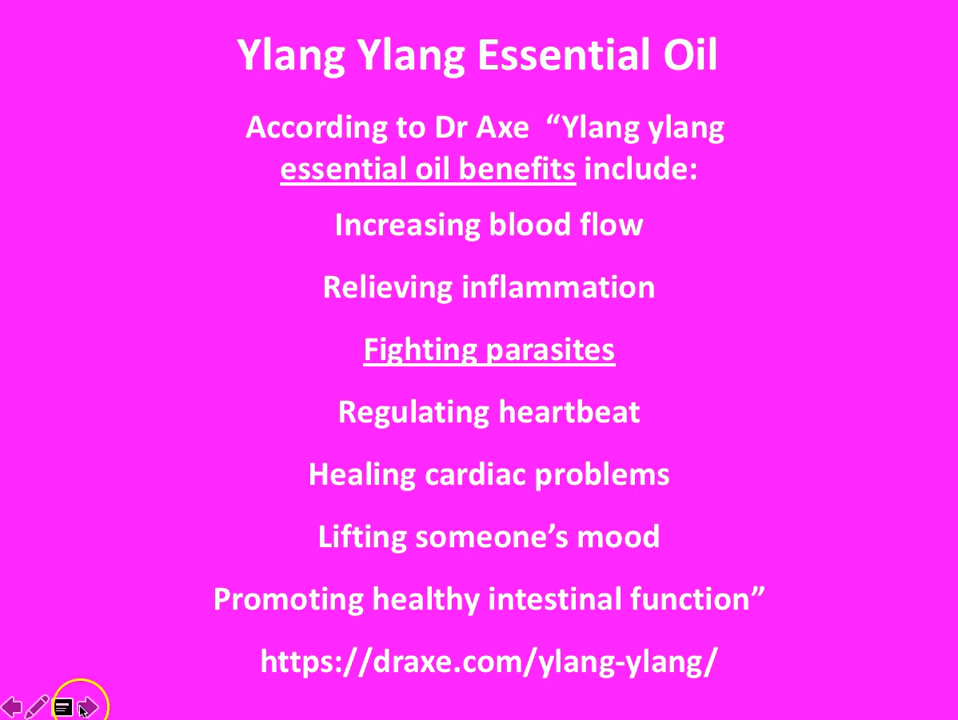 Ylang Ylang Essential Oil
According to Dr Axe “Ylang ylang
essential oil benefits include:
Increasing blood flow
Relieving inflammation
Fighting parasites
Regulating heartbeat
Healing cardiac problems
Lifting someone’s mood
Promoting healthy intestinal function”
https://draxe.com/ylang-ylang/